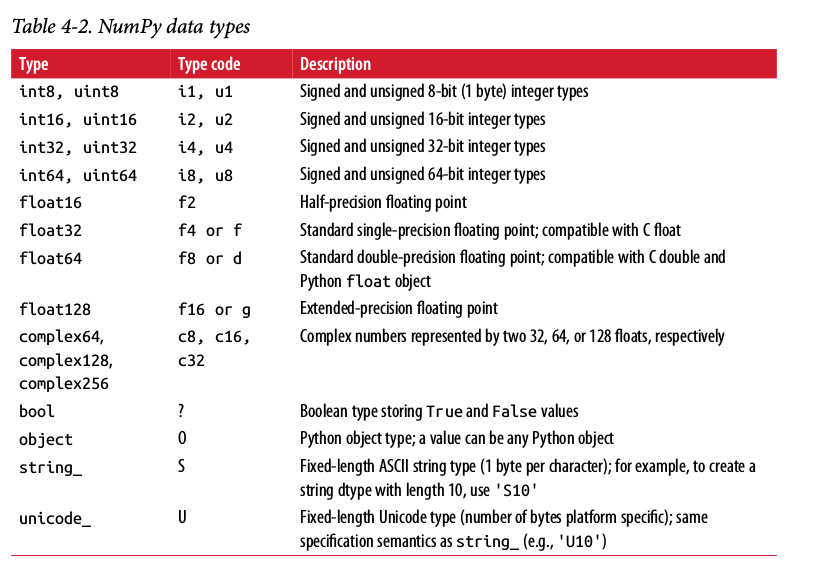 Table 4-2. NumPy data types
Type Type code Description
int8, uint8 i1, u1 Signed and unsigned 8-bit (1 byte) integer types
int16, uint16 i2, u2 Signed and unsigned 16-bit integer types
int32, uint32 i4, u4 Signed and unsigned 32-bit integer types
int64, uint64 i8, u8 Signed and unsigned 64-bit integer types
float16 f2 Half-precision floating point
float32 f4 or f Standard single-precision floating point; compatible with C float
float64 f8 or d Standard double-precision floating point; compatible with C double and
Python float object
float128 f16 or g Extended-precision floating point
complex64, c8, c16, Complex numbers represented by two 32, 64, or 128 floats, respectively
complex128, c32
complex256
bool ? Boolean type storing True and False values
object O Python object type; a value can be any Python object
string_ S Fixed-length ASCII string type (1 byte per character); for example, to create a
string dtype with length 10, use 'S10'
unicode_ U Fixed-length Unicode type (number of bytes platform specific); same
specification semantics as string_ (e.g., 'U10')